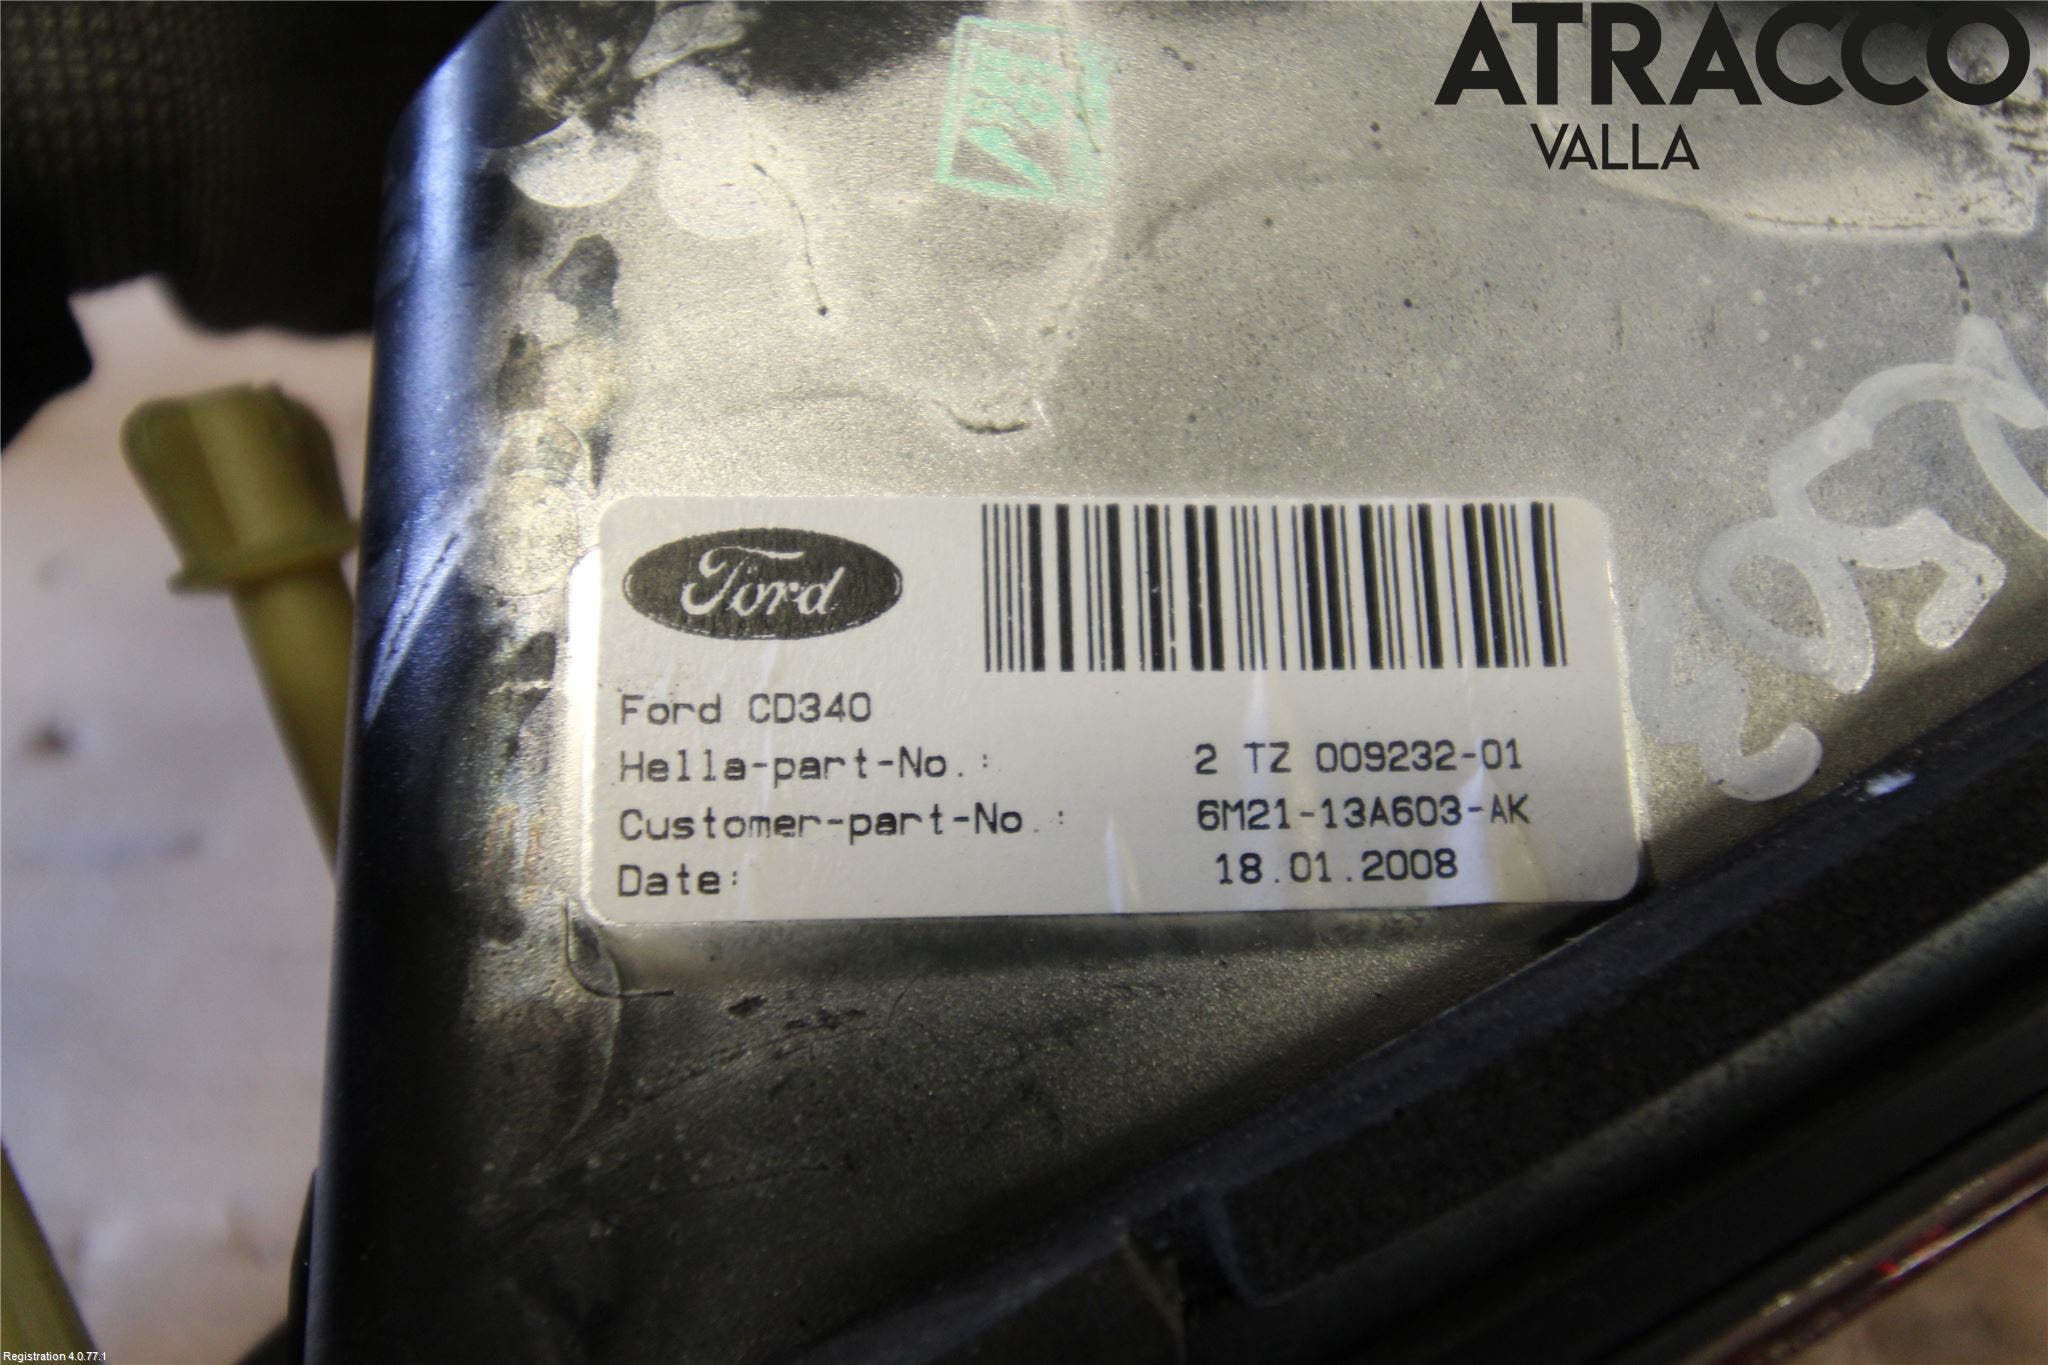 ATRACCO
VALLA
Ford
Ford CD340
Hella-part-No.: 2 TZ 009232-01
Customer-part-No.: 6M21-13A603-AK
Date: 18.01.2008
Registration 4.0.77.1